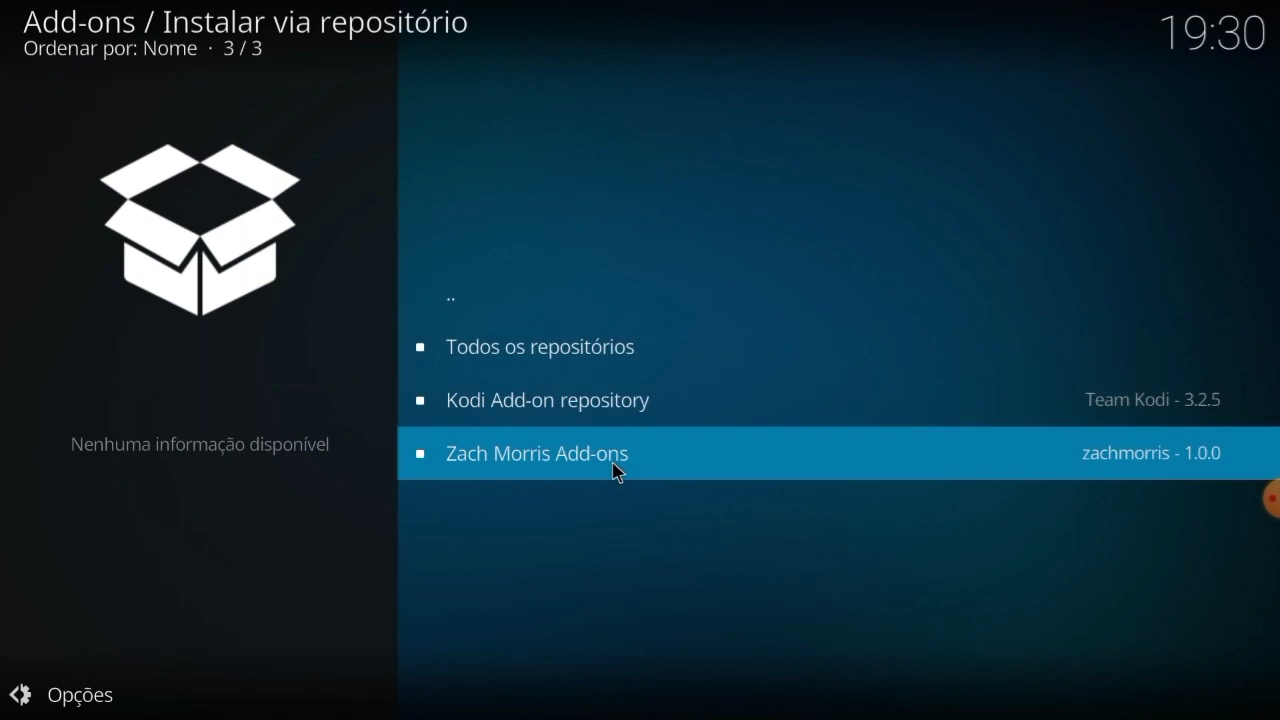 Add-ons / Instalar via repositório
Ordenar por: Nome · 3 / 3
19:30
..
Todos os repositórios
Kodi Add-on repository Team Kodi - 3.2.5
Nenhuma informação disponível
Zach Morris Add-ons zachmorris - 1.0.0
Opções